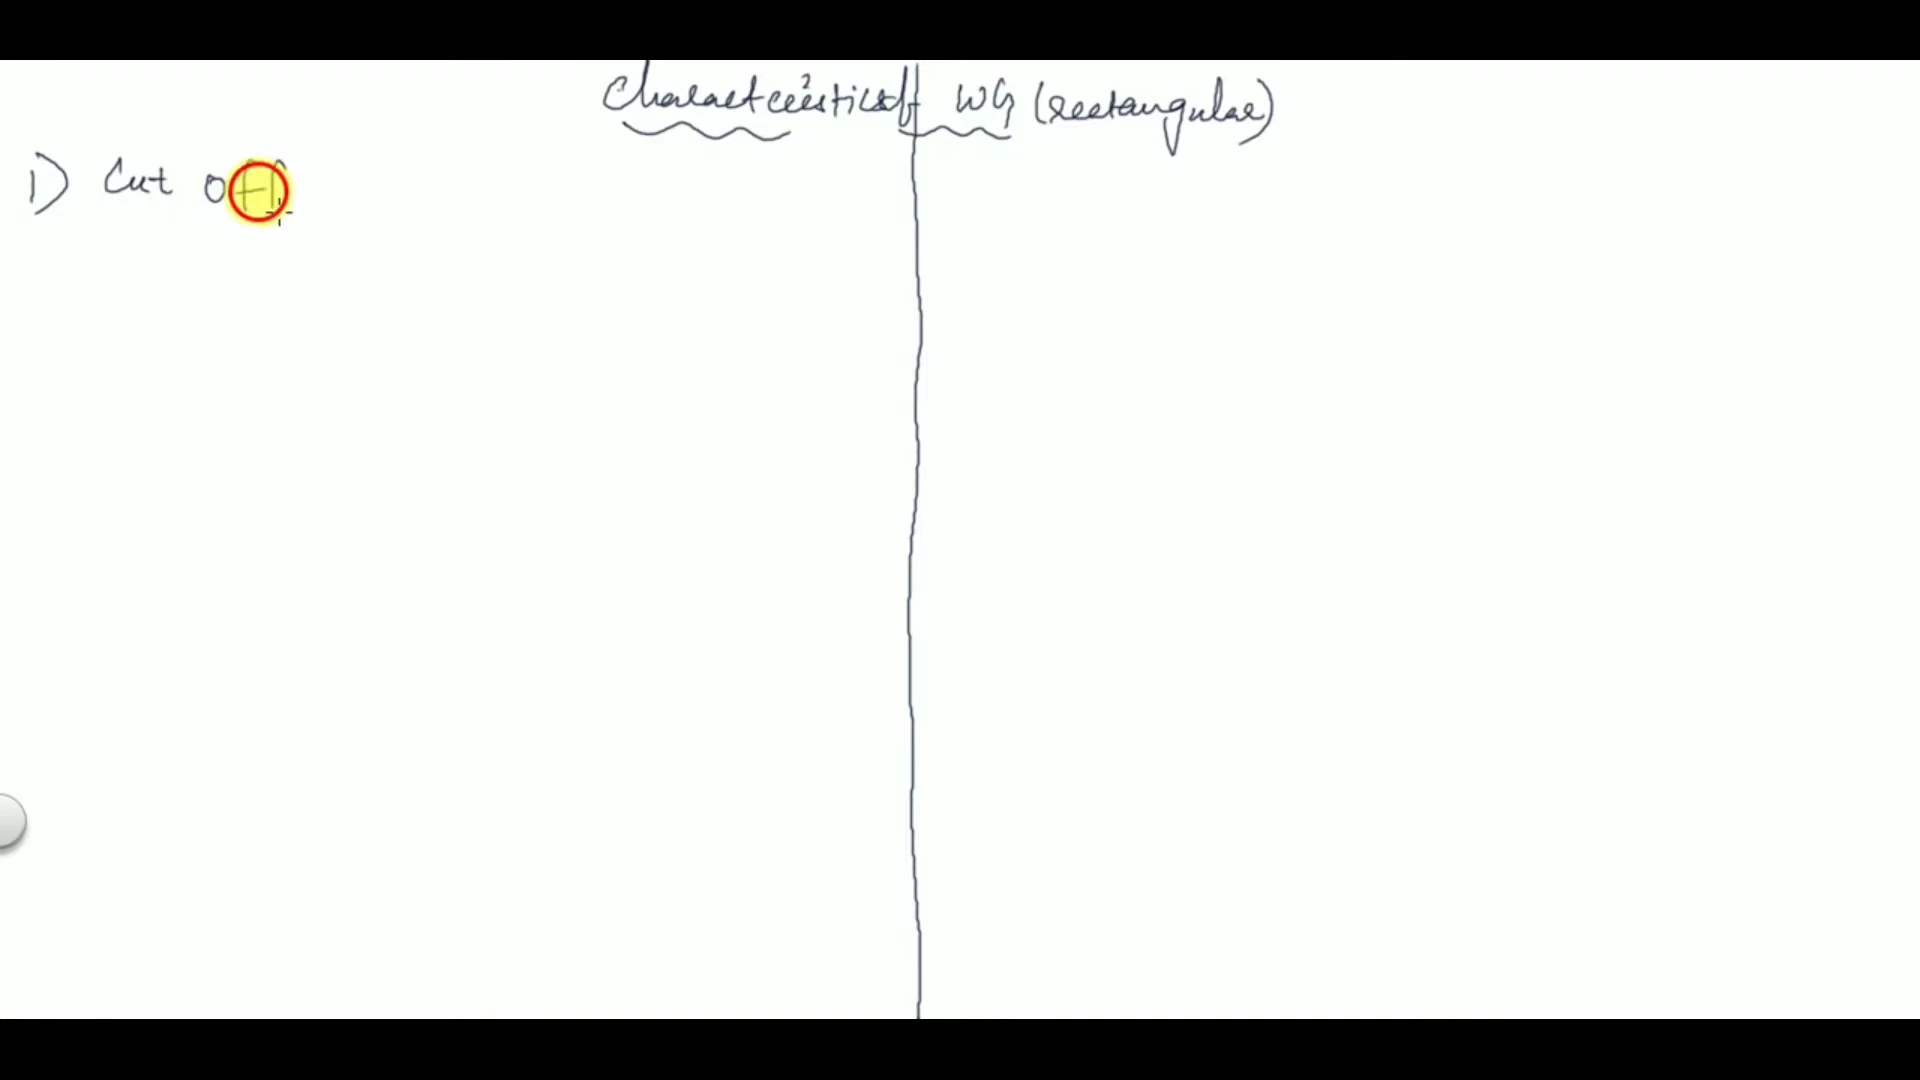 Characteristics of WG (rectangular)
1) Cut off